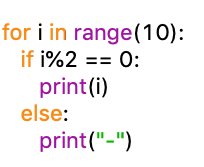 for i in range(10):
  if i%2 == 0:
    print(i)
  else:
    print("-")